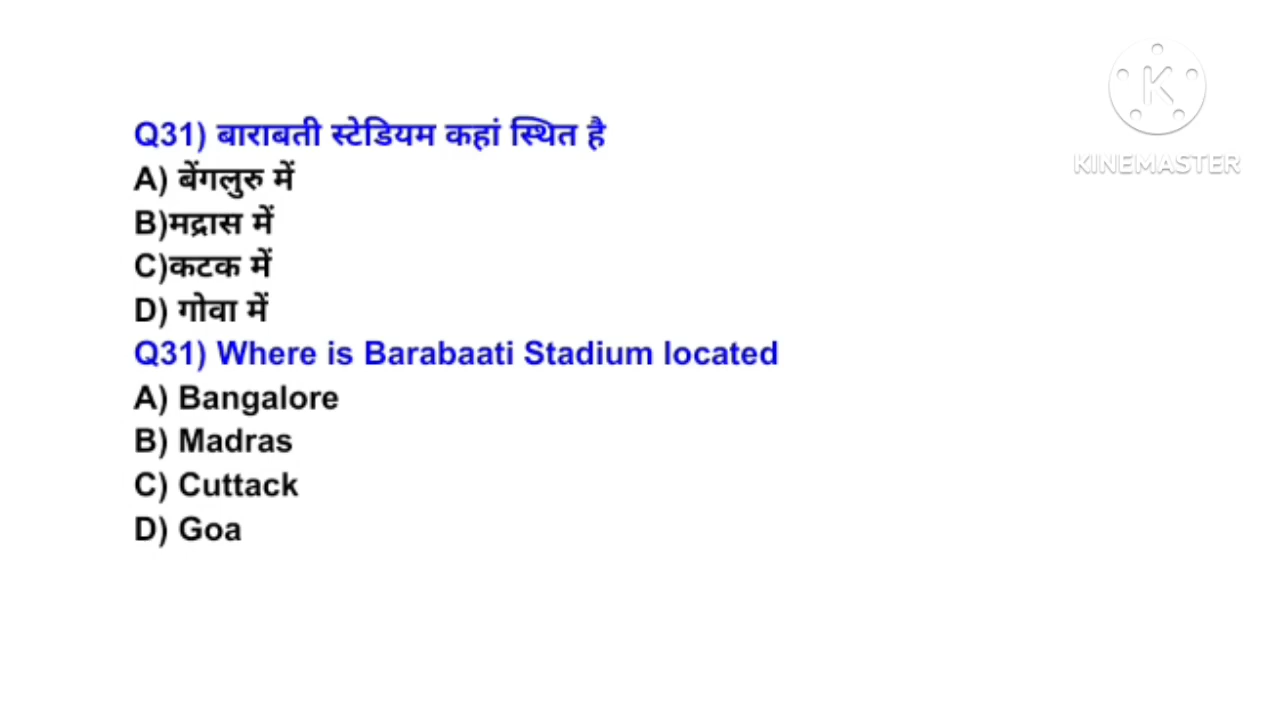 Q31) बाराबती स्टेडियम कहां स्थित है
A) बेंगलुरु में
B)मद्रास में
C)कटक में
D) गोवा में
Q31) Where is Barabaati Stadium located
A) Bangalore
B) Madras
C) Cuttack
D) Goa
K
KINEMASTER